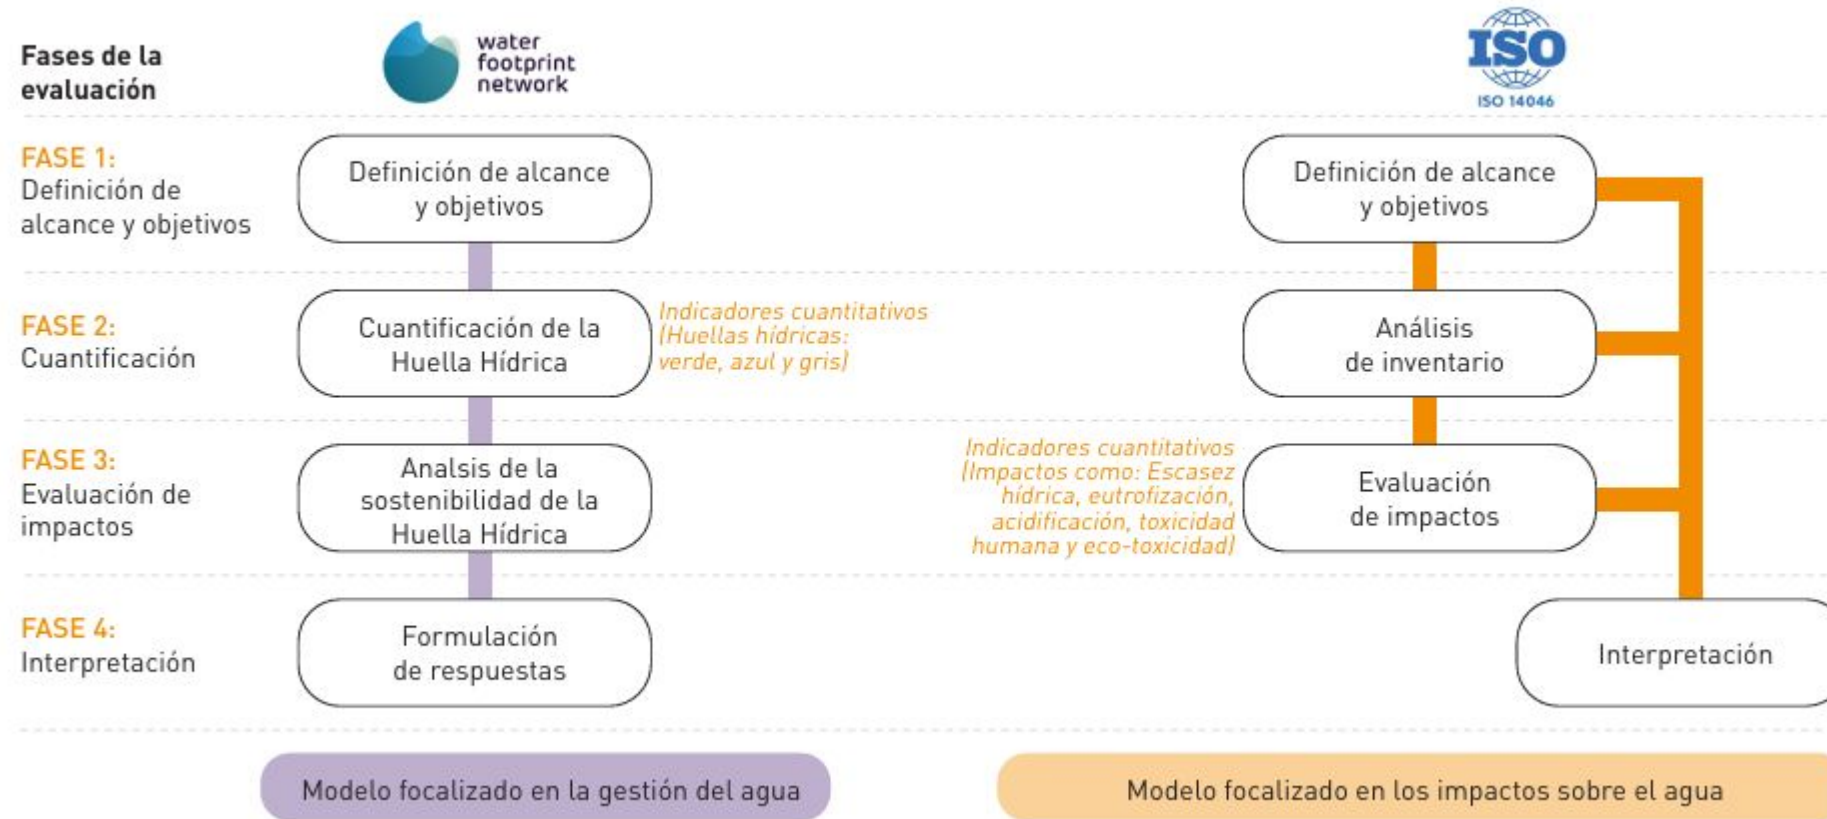 Fases de la
evaluación
water
footprint
network
ISO
ISO 14046
FASE 1:
Definición de
alcance y objetivos
Definición de alcance
y objetivos
Definición de alcance
y objetivos
FASE 2:
Cuantificación
Cuantificación de la
Huella Hídrica
Indicadores cuantitativos
(Huellas hídricas:
verde, azul y gris)
Análisis
de inventario
FASE 3:
Evaluación de
impactos
Analsis de la
sostenibilidad de la
Huella Hídrica
Indicadores cuantitativos
(Impactos como: Escasez
hídrica, eutrofización,
acidificación, toxicidad
humana y eco-toxicidad)
Evaluación
de impactos
FASE 4:
Interpretación
Formulación
de respuestas
Interpretación
Modelo focalizado en la gestión del agua
Modelo focalizado en los impactos sobre el agua